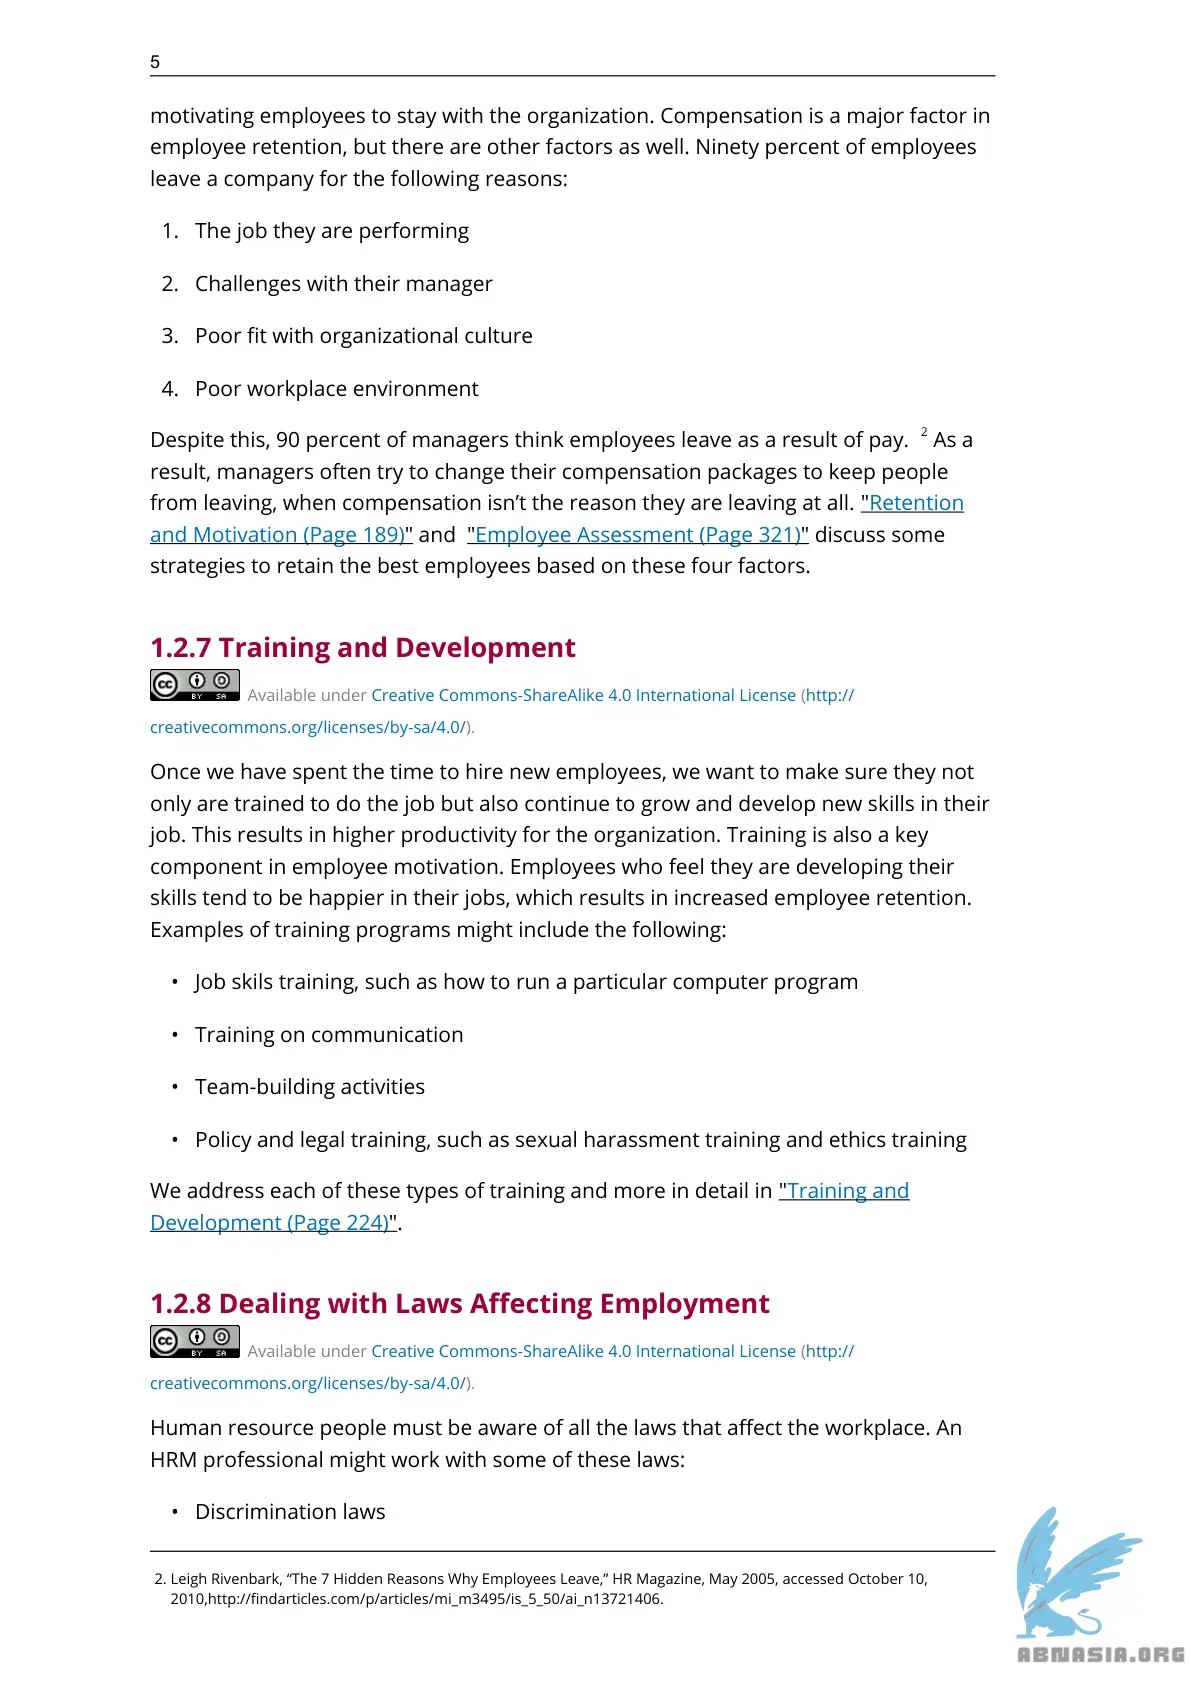 5
motivating employees to stay with the organization. Compensation is a major factor in
employee retention, but there are other factors as well. Ninety percent of employees
leave a company for the following reasons:
1. The job they are performing
2. Challenges with their manager
3. Poor fit with organizational culture
4. Poor workplace environment
Despite this, 90 percent of managers think employees leave as a result of pay. 2 As a
result, managers often try to change their compensation packages to keep people
from leaving, when compensation isn’t the reason they are leaving at all. "Retention
and Motivation (Page 189)" and "Employee Assessment (Page 321)" discuss some
strategies to retain the best employees based on these four factors.
1.2.7 Training and Development
cc BY SA Available under Creative Commons-ShareAlike 4.0 International License (http://
creativecommons.org/licenses/by-sa/4.0/).
Once we have spent the time to hire new employees, we want to make sure they not
only are trained to do the job but also continue to grow and develop new skills in their
job. This results in higher productivity for the organization. Training is also a key
component in employee motivation. Employees who feel they are developing their
skills tend to be happier in their jobs, which results in increased employee retention.
Examples of training programs might include the following:
• Job skils training, such as how to run a particular computer program
• Training on communication
• Team-building activities
• Policy and legal training, such as sexual harassment training and ethics training
We address each of these types of training and more in detail in "Training and
Development (Page 224)".
1.2.8 Dealing with Laws Affecting Employment
cc BY SA Available under Creative Commons-ShareAlike 4.0 International License (http://
creativecommons.org/licenses/by-sa/4.0/).
Human resource people must be aware of all the laws that affect the workplace. An
HRM professional might work with some of these laws:
• Discrimination laws
2. Leigh Rivenbark, “The 7 Hidden Reasons Why Employees Leave,” HR Magazine, May 2005, accessed October 10,
2010,http://findarticles.com/p/articles/mi_m3495/is_5_50/ai_n13721406.
ABNASIA.ORG